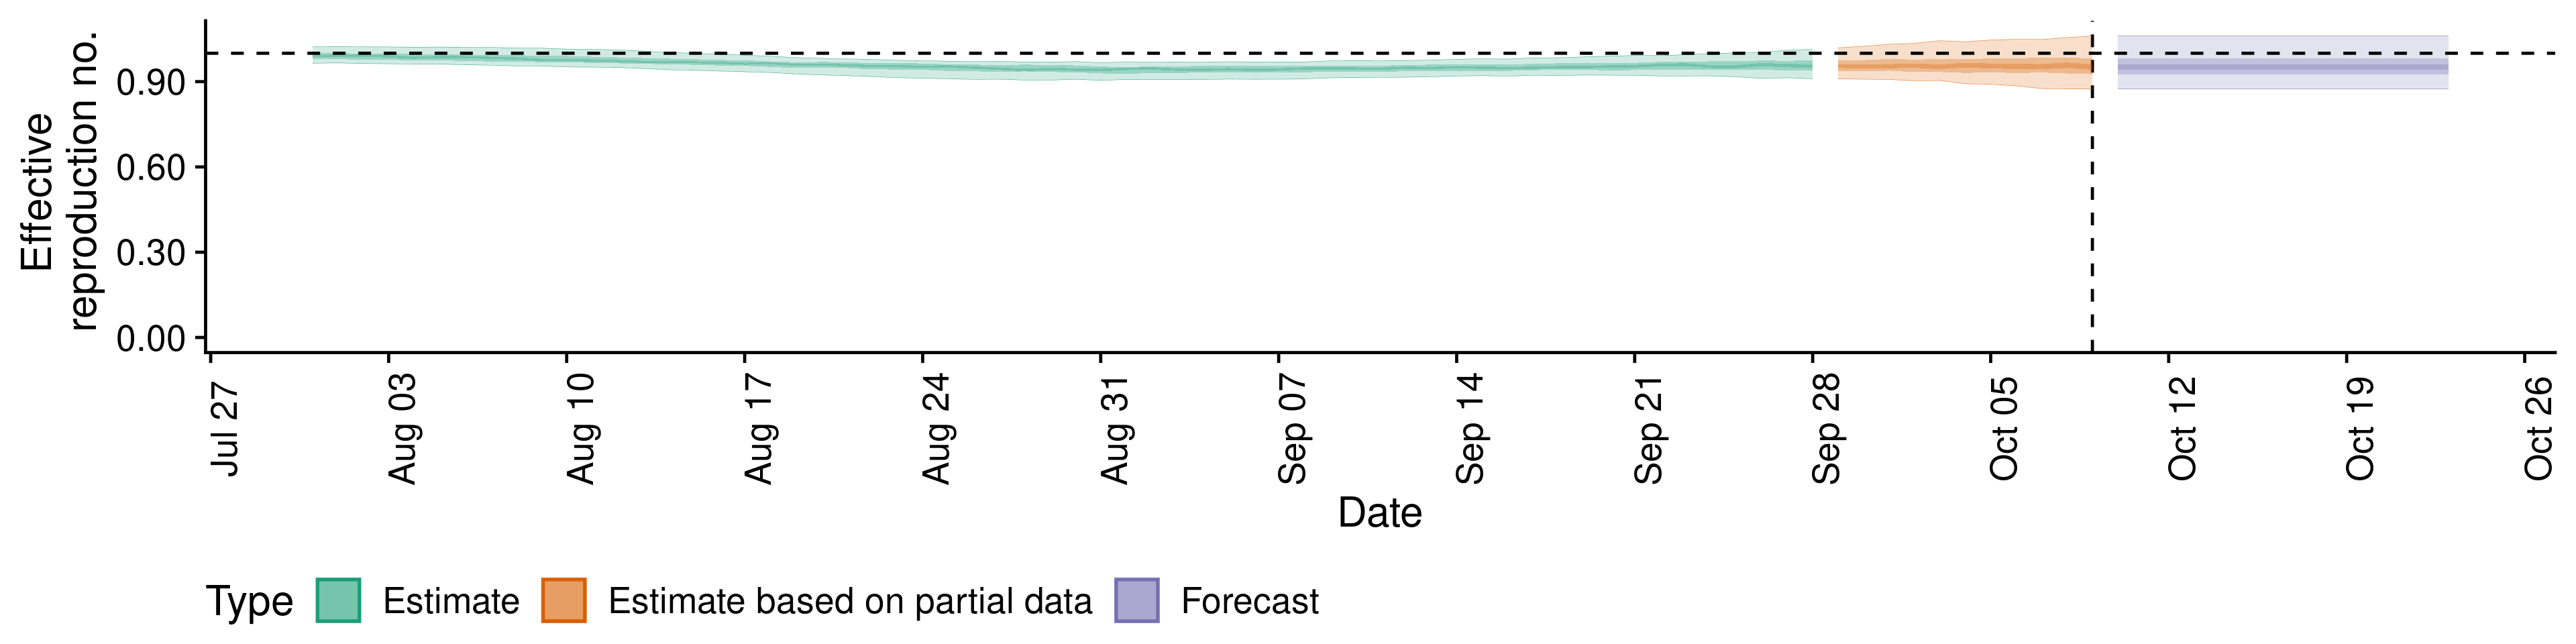 Effective
reproduction no.
0.90
0.60
0.30
0.00
Jul 27
Aug 03
Aug 10
Aug 17
Aug 24
Aug 31
Sep 07
Sep 14
Sep 21
Sep 28
Oct 05
Oct 12
Oct 19
Oct 26
Date
Type Estimate Estimate based on partial data Forecast